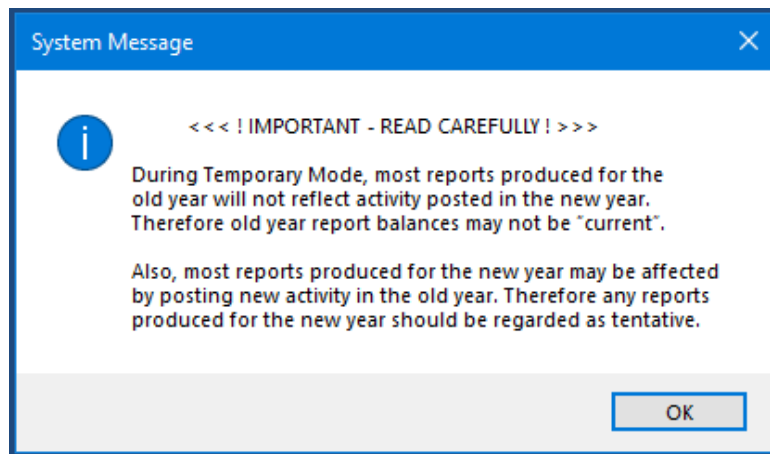 System Message
< < < ! IMPORTANT - READ CAREFULLY ! > > >
During Temporary Mode, most reports produced for the
old year will not reflect activity posted in the new year.
Therefore old year report balances may not be "current".
Also, most reports produced for the new year may be affected
by posting new activity in the old year. Therefore any reports
produced for the new year should be regarded as tentative.
OK